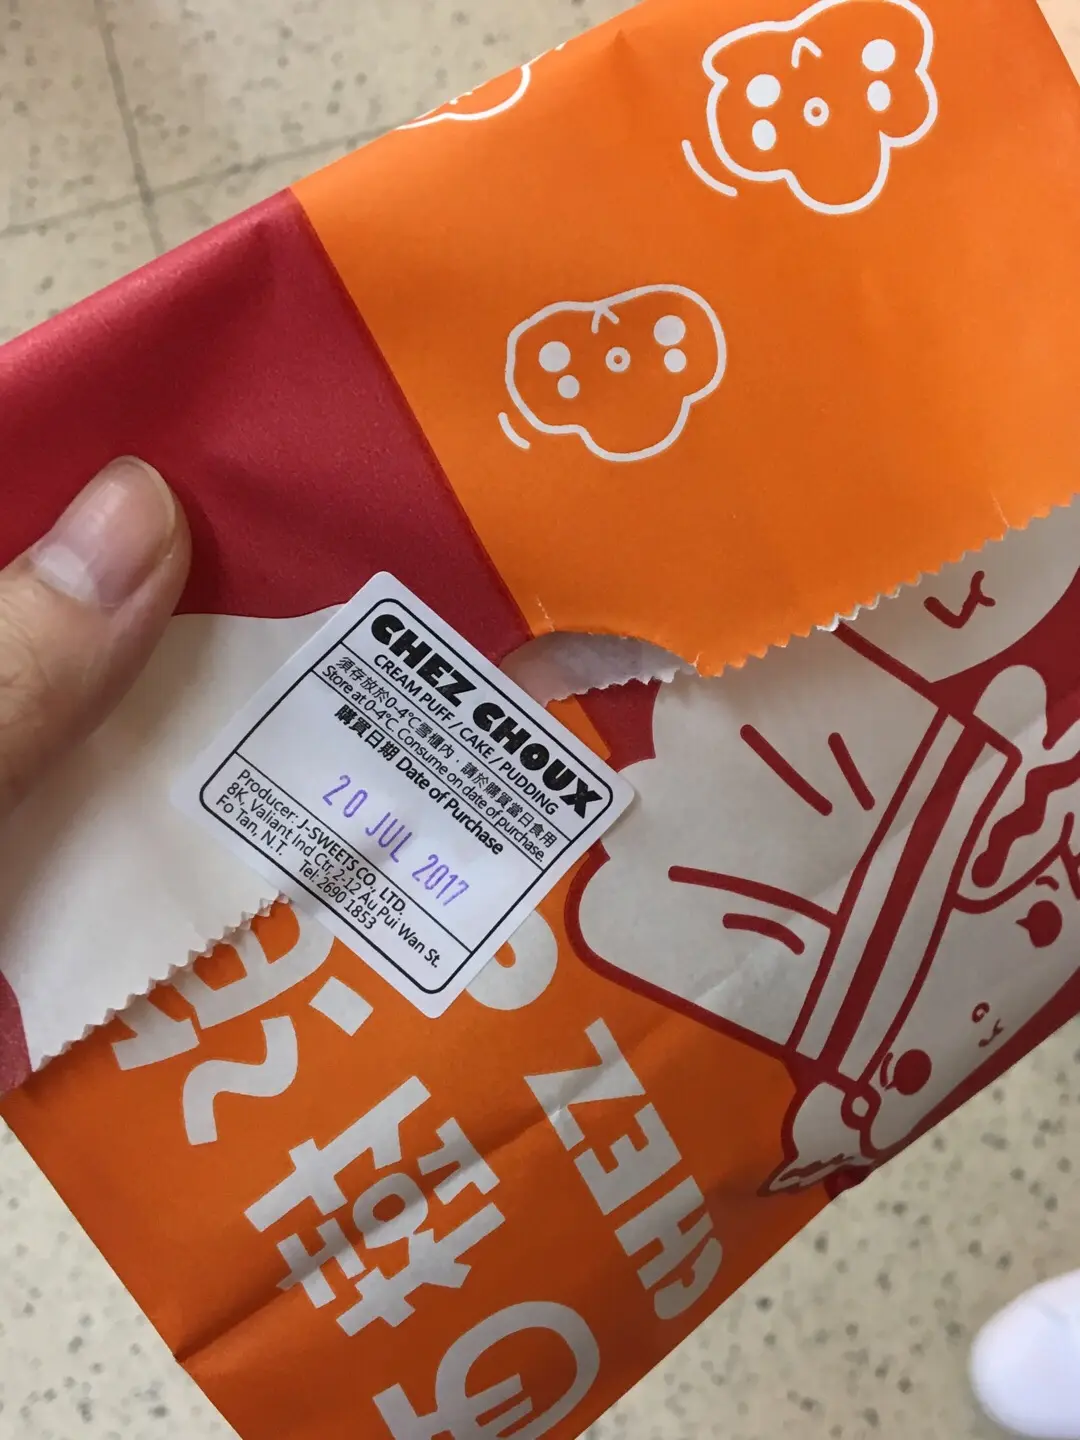 CHEZ CHOUX
CREAM PUFF / CAKE / PUDDING
須存放於0-4℃雪櫃內，請於購買當日食用
Store at 0-4℃. Consume on date of purchase.
購買日期 Date of Purchase
20 JUL 2017
Producer: J-SWEETS CO., LTD.
8K, Valiant Ind Ctr, 2-12 Au Pui Wan St.
Fo Tan, N.T. Tel: 2690 1853
CHEZ